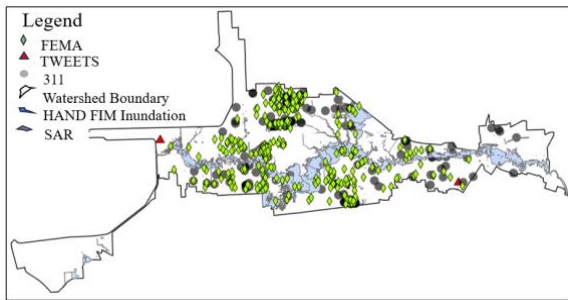 Legend
FEMA
TWEETS
311
Watershed Boundary
HAND FIM Inundation
SAR